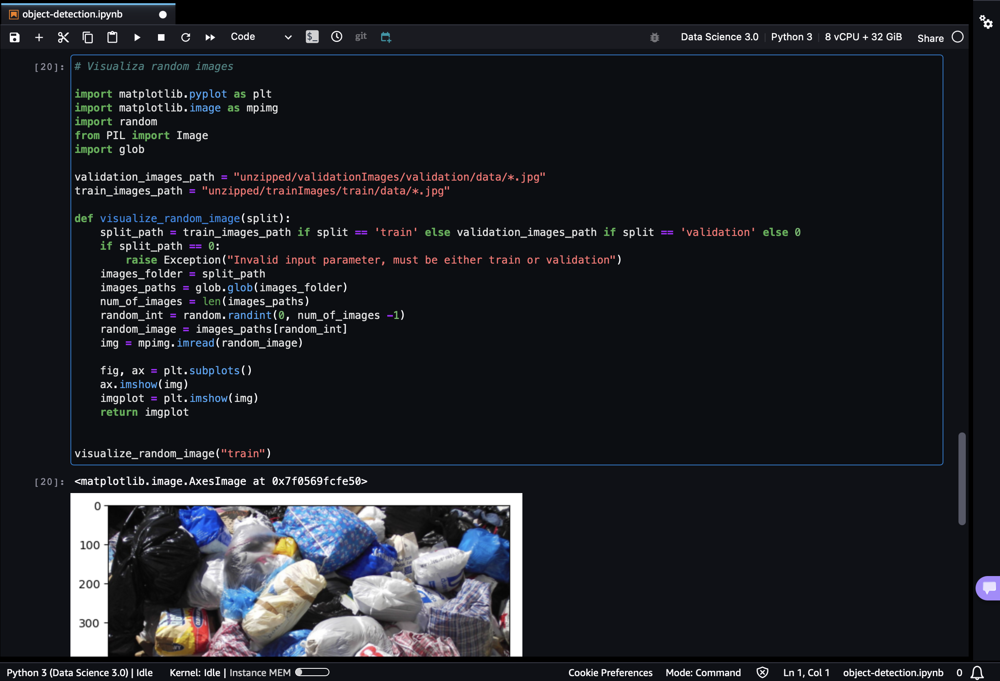 object-detection.ipynb
Code
$_
git
Data Science 3.0
Python 3
8 vCPU + 32 GiB
Share
[20]:
# Visualiza random images
import matplotlib.pyplot as plt
import matplotlib.image as mpimg
import random
from PIL import Image
import glob
validation_images_path = "unzipped/validationImages/validation/data/*.jpg"
train_images_path = "unzipped/trainImages/train/data/*.jpg"
def visualize_random_image(split):
split_path = train_images_path if split == 'train' else validation_images_path if split == 'validation' else 0
if split_path == 0:
raise Exception("Invalid input parameter, must be either train or validation")
images_folder = split_path
images_paths = glob.glob(images_folder)
num_of_images = len(images_paths)
random_int = random.randint(0, num_of_images -1)
random_image = images_paths[random_int]
img = mpimg.imread(random_image)
fig, ax = plt.subplots()
ax.imshow(img)
imgplot = plt.imshow(img)
return imgplot
visualize_random_image("train")
[20]:
<matplotlib.image.AxesImage at 0x7f0569fcfe50>
0
100
200
300
Python 3 (Data Science 3.0) | Idle
Kernel: Idle | Instance MEM
Cookie Preferences
Mode: Command
Ln 1, Col 1
object-detection.ipynb
0